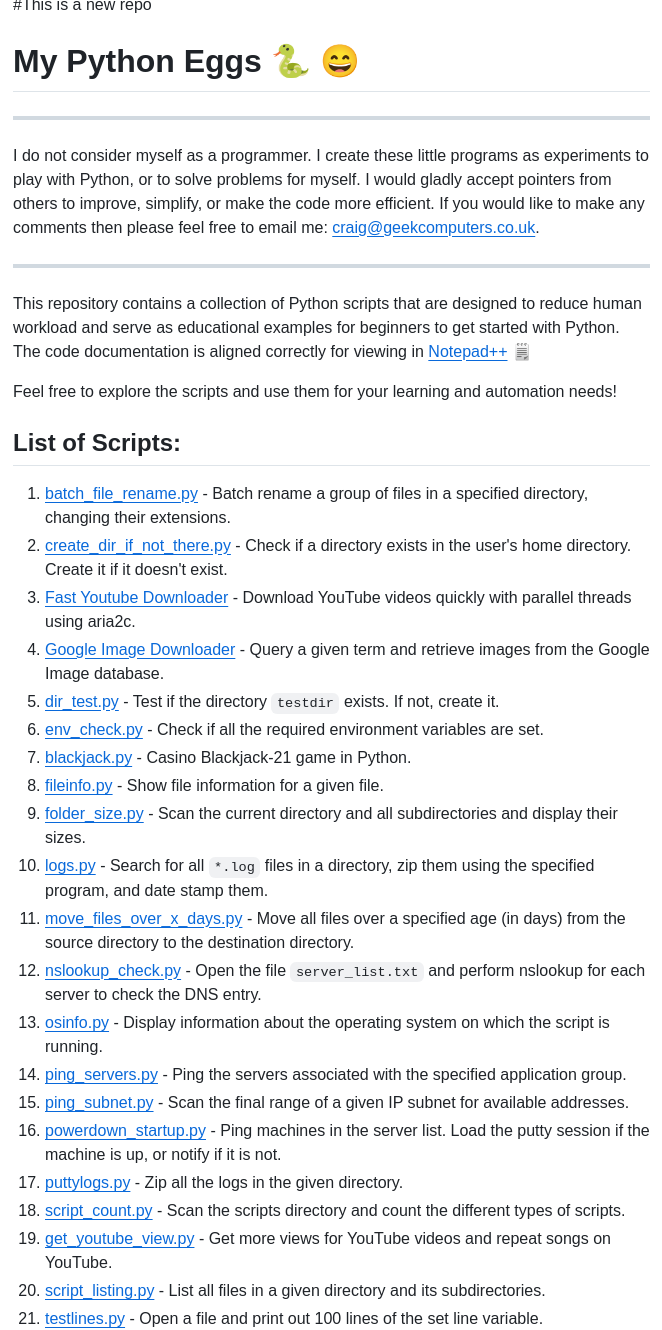 #This is a new repo
My Python Eggs 🐍 😄
I do not consider myself as a programmer. I create these little programs as experiments to
play with Python, or to solve problems for myself. I would gladly accept pointers from
others to improve, simplify, or make the code more efficient. If you would like to make any
comments then please feel free to email me: craig@geekcomputers.co.uk.
This repository contains a collection of Python scripts that are designed to reduce human
workload and serve as educational examples for beginners to get started with Python.
The code documentation is aligned correctly for viewing in Notepad++ 🗒️
Feel free to explore the scripts and use them for your learning and automation needs!
List of Scripts:
1. batch_file_rename.py - Batch rename a group of files in a specified directory,
changing their extensions.
2. create_dir_if_not_there.py - Check if a directory exists in the user's home directory.
Create it if it doesn't exist.
3. Fast Youtube Downloader - Download YouTube videos quickly with parallel threads
using aria2c.
4. Google Image Downloader - Query a given term and retrieve images from the Google
Image database.
5. dir_test.py - Test if the directory testdir exists. If not, create it.
6. env_check.py - Check if all the required environment variables are set.
7. blackjack.py - Casino Blackjack-21 game in Python.
8. fileinfo.py - Show file information for a given file.
9. folder_size.py - Scan the current directory and all subdirectories and display their
sizes.
10. logs.py - Search for all *.log files in a directory, zip them using the specified
program, and date stamp them.
11. move_files_over_x_days.py - Move all files over a specified age (in days) from the
source directory to the destination directory.
12. nslookup_check.py - Open the file server_list.txt and perform nslookup for each
server to check the DNS entry.
13. osinfo.py - Display information about the operating system on which the script is
running.
14. ping_servers.py - Ping the servers associated with the specified application group.
15. ping_subnet.py - Scan the final range of a given IP subnet for available addresses.
16. powerdown_startup.py - Ping machines in the server list. Load the putty session if the
machine is up, or notify if it is not.
17. puttylogs.py - Zip all the logs in the given directory.
18. script_count.py - Scan the scripts directory and count the different types of scripts.
19. get_youtube_view.py - Get more views for YouTube videos and repeat songs on
YouTube.
20. script_listing.py - List all files in a given directory and its subdirectories.
21. testlines.py - Open a file and print out 100 lines of the set line variable.